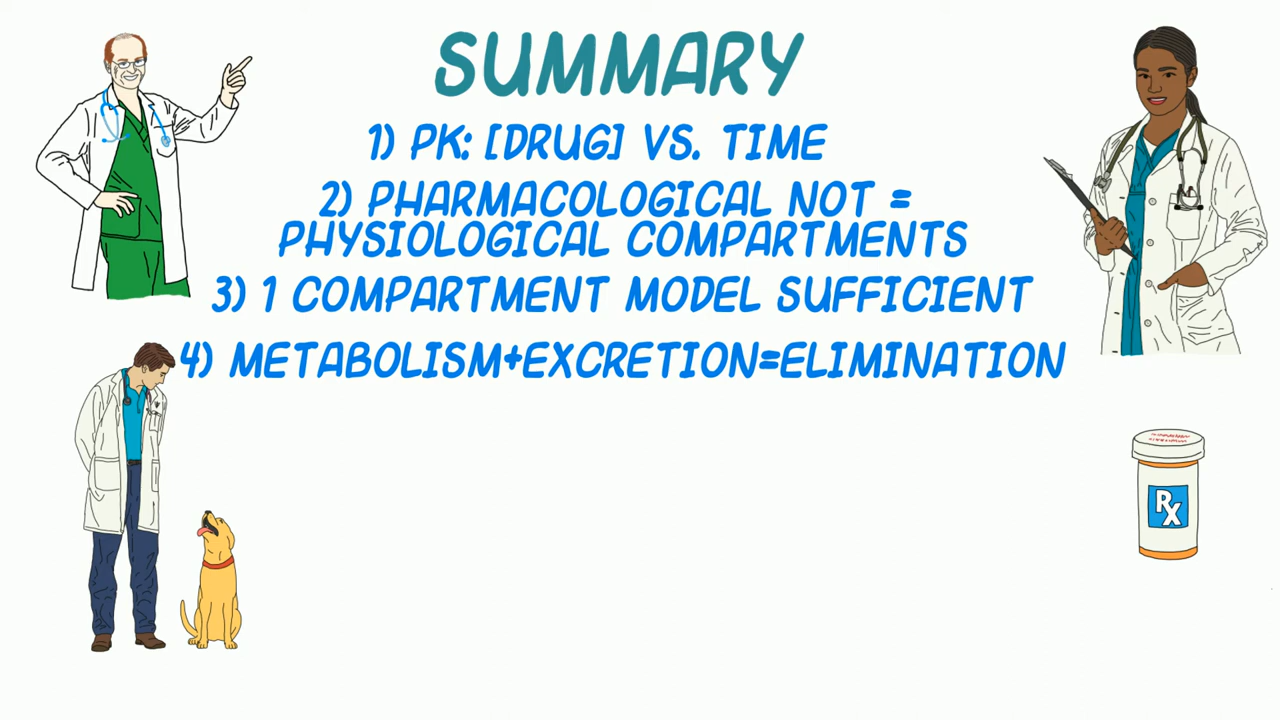 SUMMARY
1) PK: [DRUG] VS. TIME
2) PHARMACOLOGICAL NOT =
PHYSIOLOGICAL COMPARTMENTS
3) 1 COMPARTMENT MODEL SUFFICIENT
4) METABOLISM+EXCRETION=ELIMINATION
RX